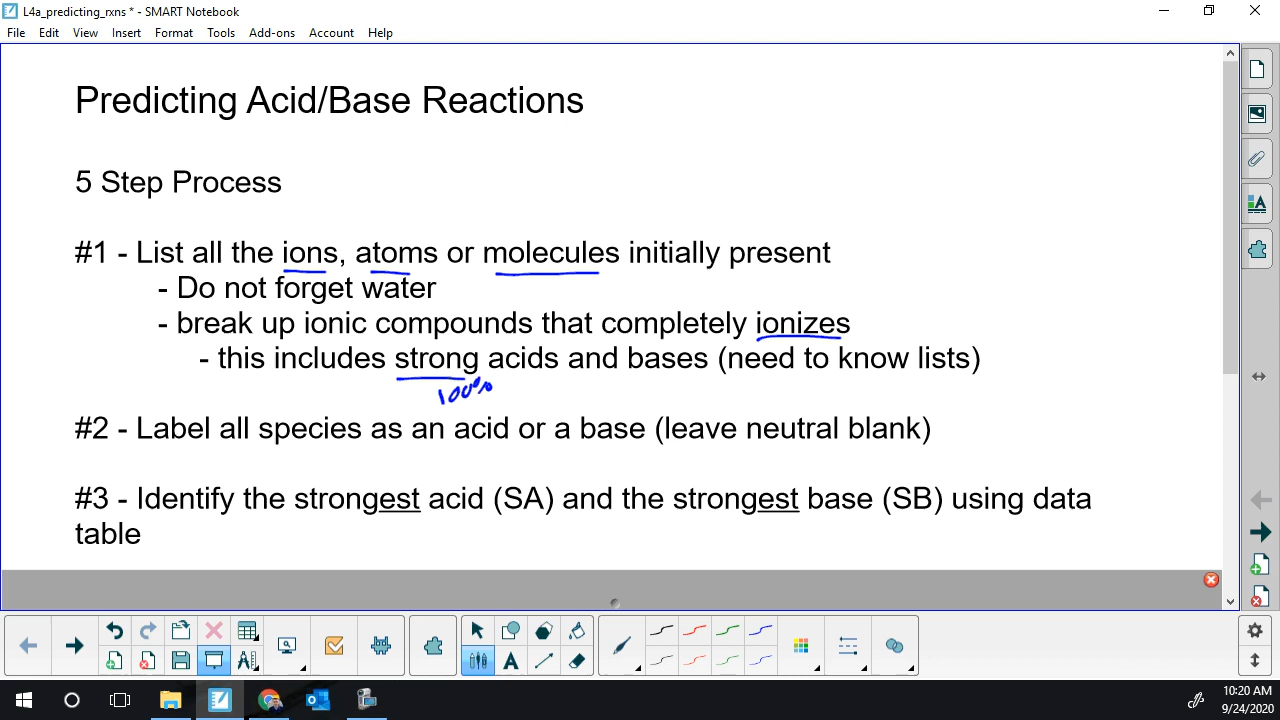 L4a_predicting_rxns * - SMART Notebook
File Edit View Insert Format Tools Add-ons Account Help
Predicting Acid/Base Reactions
5 Step Process
#1 - List all the ions, atoms or molecules initially present
- Do not forget water
- break up ionic compounds that completely ionizes
- this includes strong acids and bases (need to know lists)
100%
#2 - Label all species as an acid or a base (leave neutral blank)
#3 - Identify the strongest acid (SA) and the strongest base (SB) using data
table
10:20 AM
9/24/2020